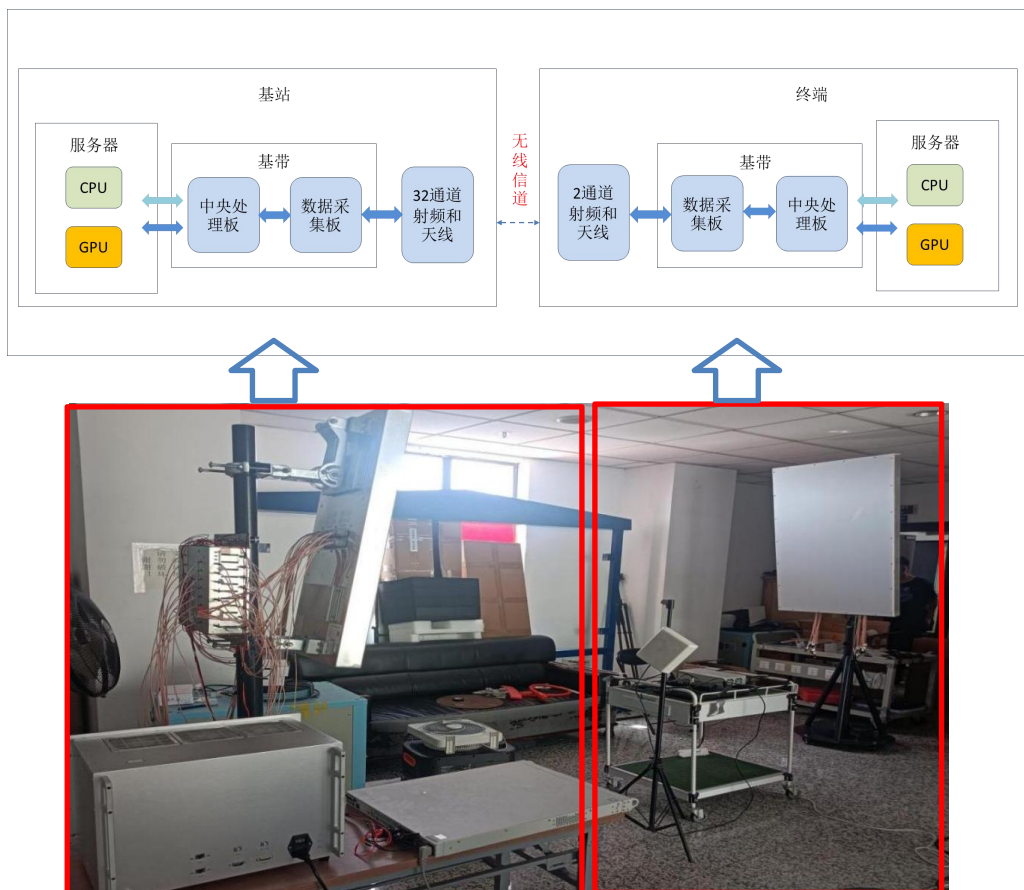 基站
终端
服务器
CPU
GPU
基带
中央处
理板
数据采
集板
32通道
射频和
天线
无
线
信
道
2通道
射频和
天线
基带
数据采
集板
中央处
理板
服务器
CPU
GPU